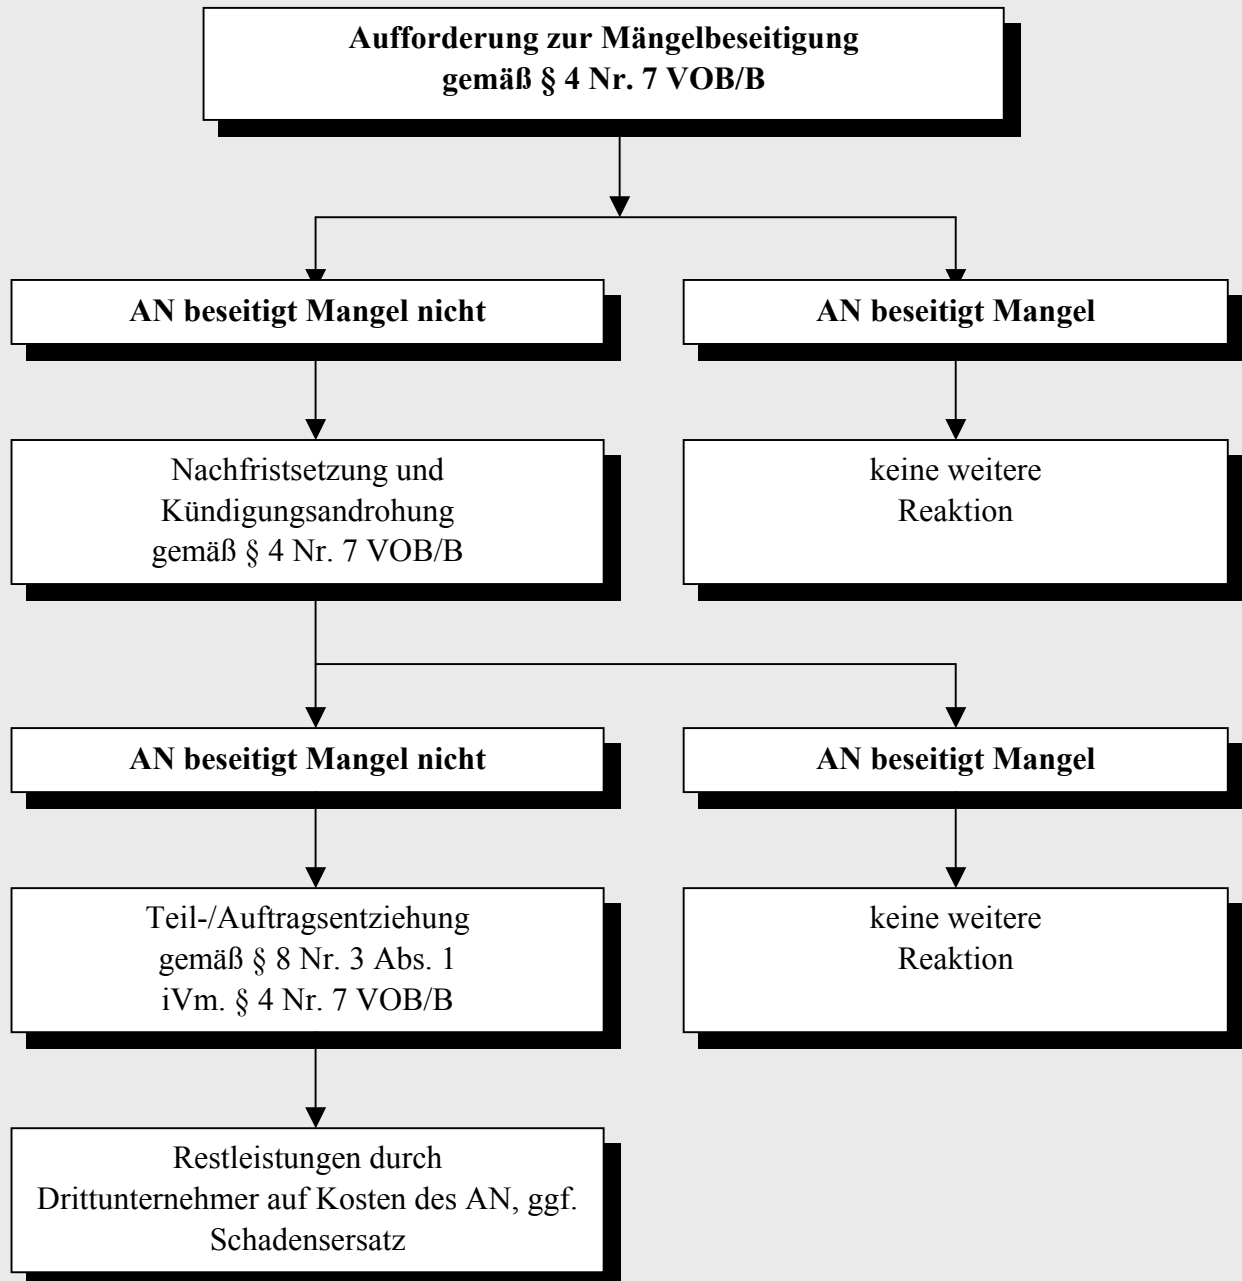 Aufforderung zur Mängelbeseitigung
gemäß § 4 Nr. 7 VOB/B
AN beseitigt Mangel nicht
AN beseitigt Mangel
Nachfristsetzung und
Kündigungsandrohung
gemäß § 4 Nr. 7 VOB/B
keine weitere
Reaktion
AN beseitigt Mangel nicht
AN beseitigt Mangel
Teil-/Auftragsentziehung
gemäß § 8 Nr. 3 Abs. 1
iVm. § 4 Nr. 7 VOB/B
keine weitere
Reaktion
Restleistungen durch
Drittunternehmer auf Kosten des AN, ggf.
Schadensersatz